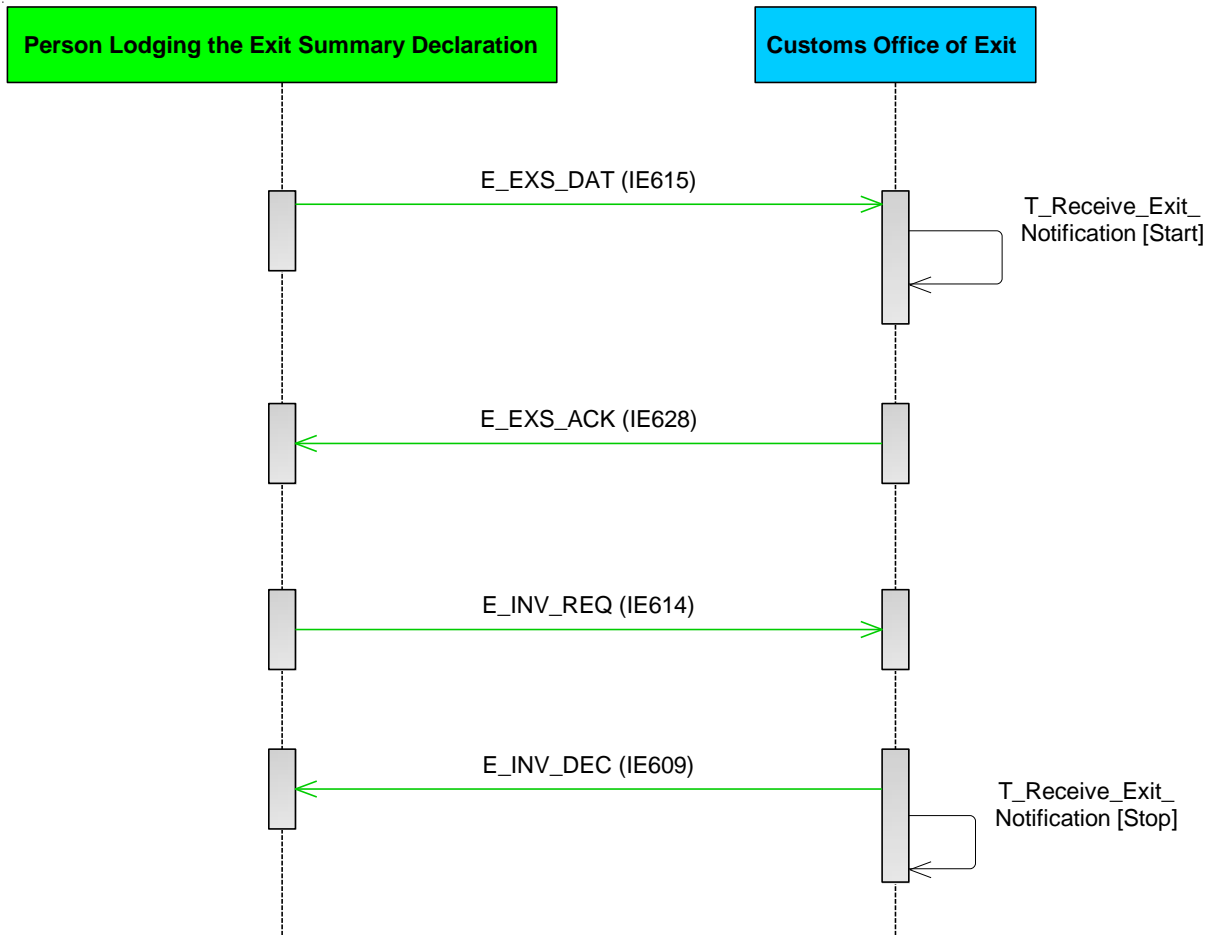 Person Lodging the Exit Summary Declaration
Customs Office of Exit
E_EXS_DAT (IE615)
T_Receive_Exit_
Notification [Start]
E_EXS_ACK (IE628)
E_INV_REQ (IE614)
E_INV_DEC (IE609)
T_Receive_Exit_
Notification [Stop]